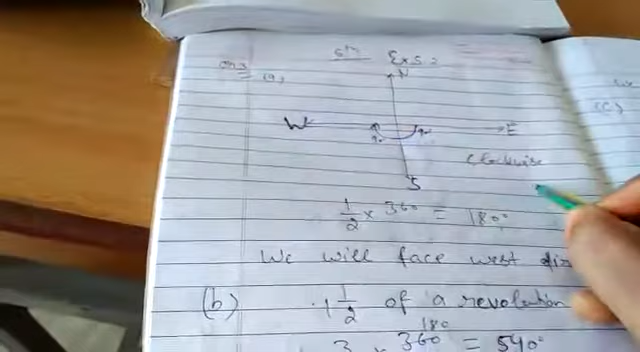 6th Ex 5.2
Qn3 (a)
N
W E
clockwise
S
1/2 × 360 = 180°
We will face west dir
(b) 1 1/2 of a revolution
180
3 × 360 = 540°